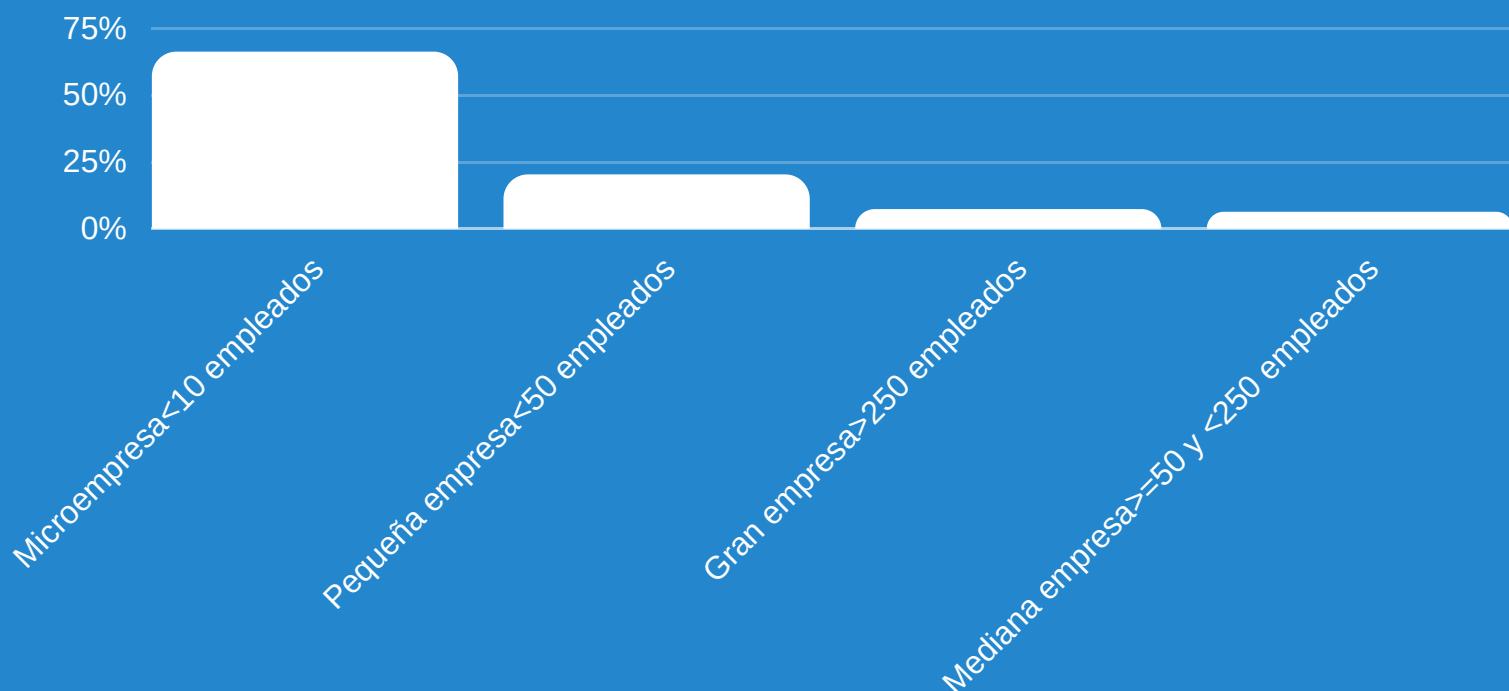 75%
50%
25%
0%
Microempresa<10 empleados
Pequeña empresa<50 empleados
Gran empresa>250 empleados
Mediana empresa>=50 y <250 empleados